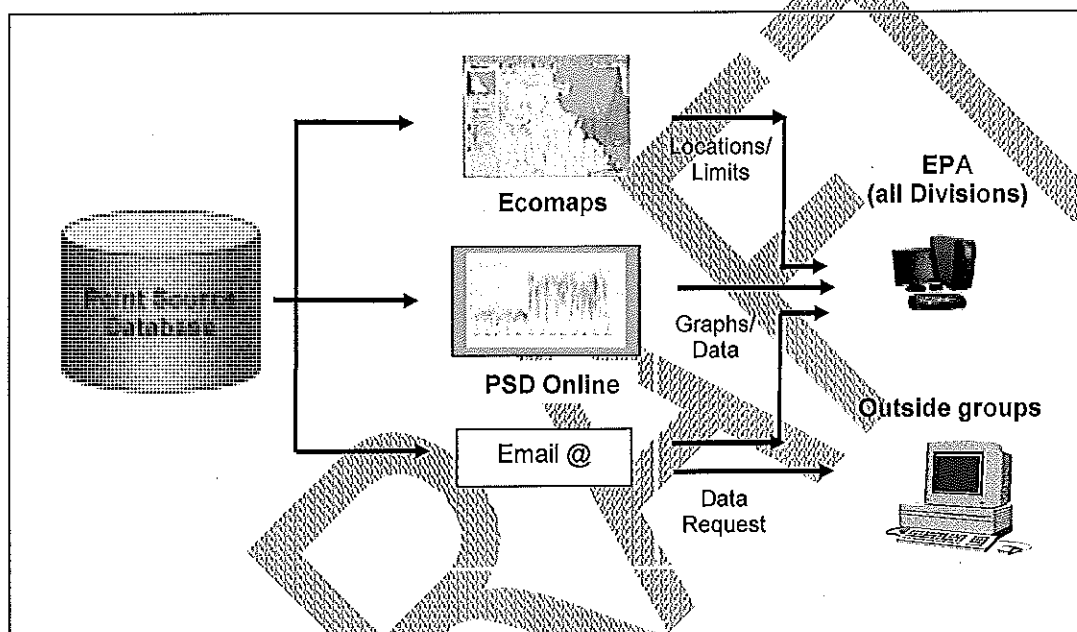 Point Source
Database
Ecomaps
Locations/
Limits
EPA
(all Divisions)
PSD Online
Graphs/
Data
Email @
Data
Request
Outside groups